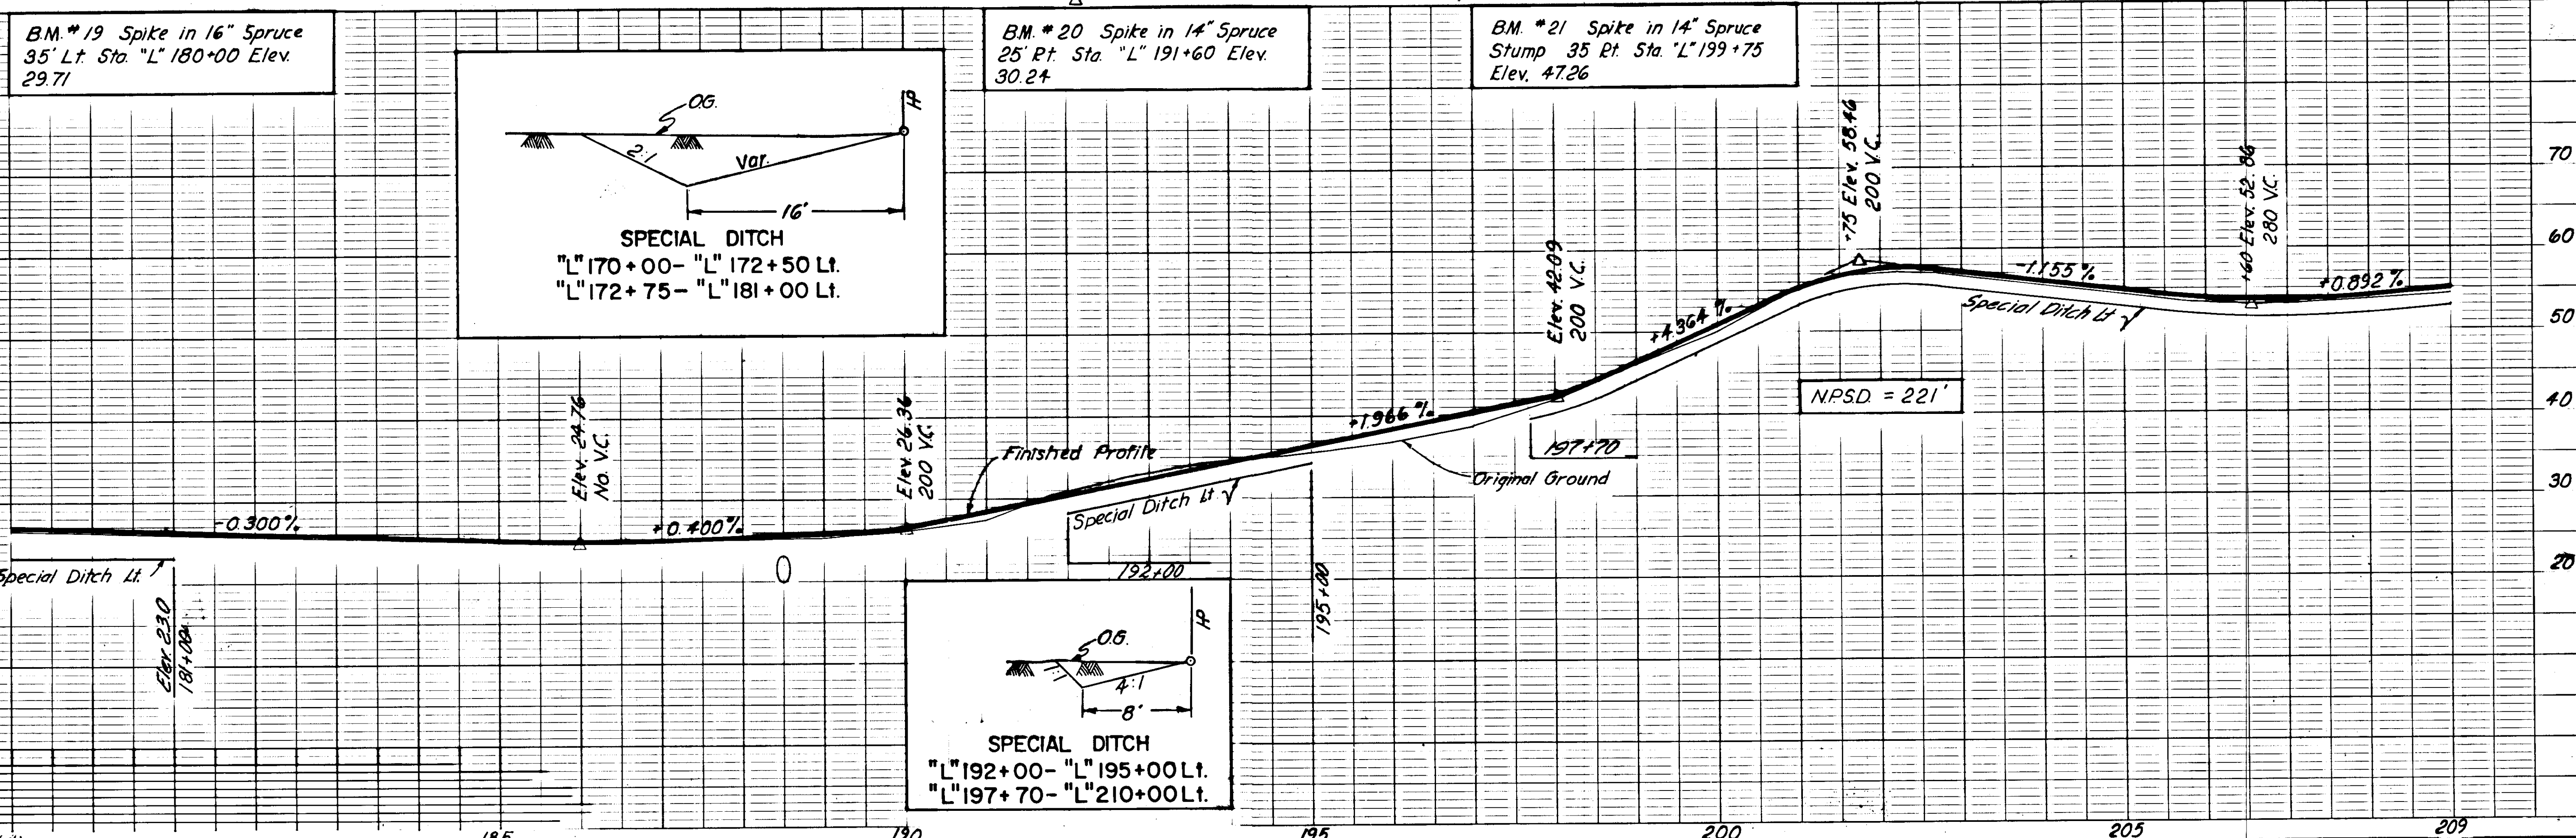 B.M. #19 Spike in 16" Spruce
35' Lt. Sta. "L" 180+00 Elev.
29.71
B.M. #20 Spike in 14" Spruce
25' Rt. Sta. "L" 191+60 Elev.
30.24
B.M. #21 Spike in 14" Spruce
Stump 35 Rt. Sta. "L" 199+75
Elev. 47.26
O.G.
2:1
Var.
16'
SPECIAL DITCH
"L" 170+00- "L" 172+50 Lt.
"L" 172+75- "L" 181+00 Lt.
+75 Elev. 58.46
200 V.C.
+60 Elev. 52.86
280 V.C.
Elev. 42.09
200 V.C.
-1.155%
+0.892%
Special Ditch Lt
+4.364%
N.P.S.D. = 221'
Elev. 24.76
No. V.C.
Elev. 26.36
200 V.C.
+1.966%
197+70
Finished Profile
Original Ground
-0.300%
+0.400%
Special Ditch Lt
192+00
Special Ditch Lt.
Elev. 23.0
181+00
195+00
O.G.
4:1
8'
SPECIAL DITCH
"L" 192+00- "L" 195+00 Lt.
"L" 197+70- "L" 210+00 Lt.
70
60
50
40
30
20
185
190
195
200
205
209